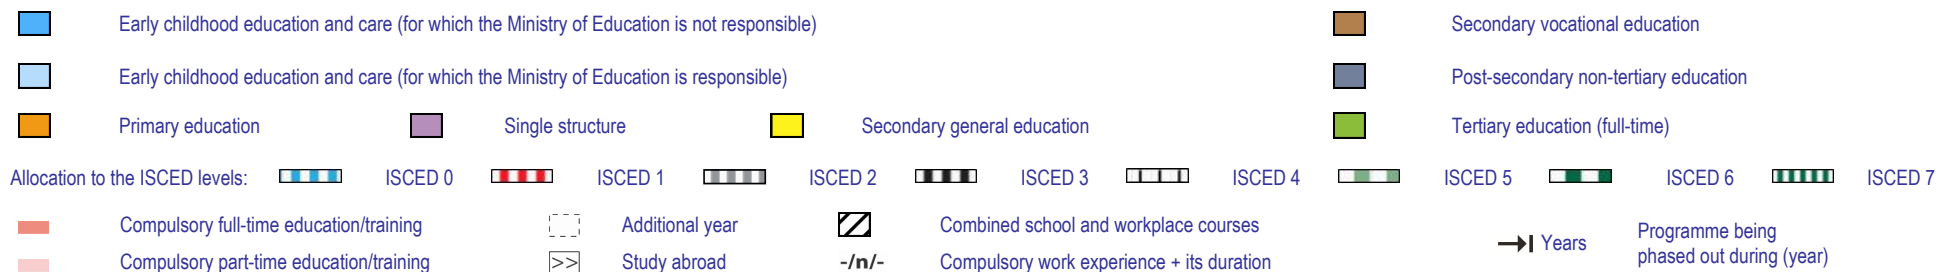 Early childhood education and care (for which the Ministry of Education is not responsible)
Secondary vocational education
Early childhood education and care (for which the Ministry of Education is responsible)
Post-secondary non-tertiary education
Primary education
Single structure
Secondary general education
Tertiary education (full-time)
Allocation to the ISCED levels:
ISCED 0
ISCED 1
ISCED 2
ISCED 3
ISCED 4
ISCED 5
ISCED 6
ISCED 7
Compulsory full-time education/training
Additional year
Combined school and workplace courses
Years
Programme being
phased out during (year)
Compulsory part-time education/training
>>
Study abroad
-/n/-
Compulsory work experience + its duration